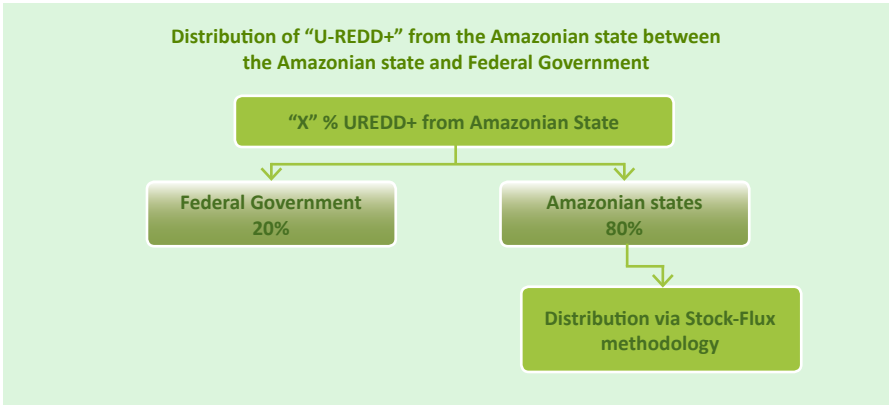 Distribution of “U-REDD+” from the Amazonian state between
the Amazonian state and Federal Government
“X” % UREDD+ from Amazonian State
Federal Government
20%
Amazonian states
80%
Distribution via Stock-Flux
methodology